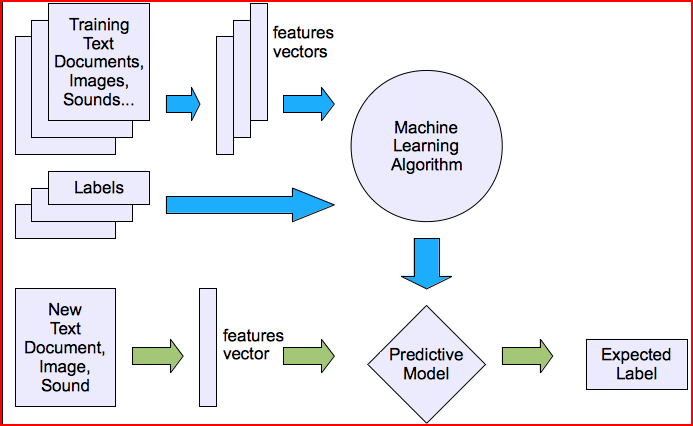 Training
Text
Documents,
Images,
Sounds...
features
vectors
Machine
Learning
Algorithm
Labels
New
Text
Document,
Image,
Sound
features
vector
Predictive
Model
Expected
Label